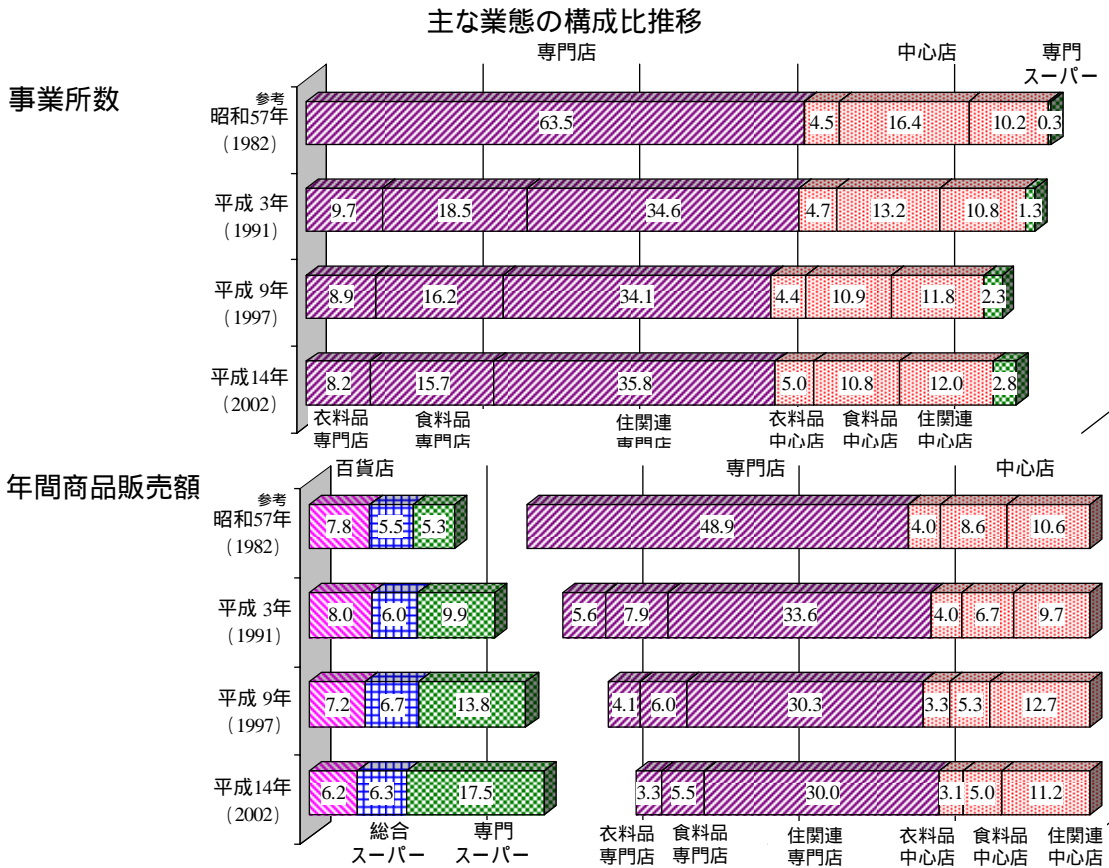 主な業態の構成比推移
専門店 中心店 専門
スーパー
事業所数
参考
昭和57年
(1982)
63.5 4.5 16.4 10.2 0.3
平成 3年
(1991)
9.7 18.5 34.6 4.7 13.2 10.8 1.3
平成 9年
(1997)
8.9 16.2 34.1 4.4 10.9 11.8 2.3
平成14年
(2002)
8.2 15.7 35.8 5.0 10.8 12.0 2.8
衣料品 食料品 住関連 衣料品 食料品 住関連
専門店 専門店 専門店 中心店 中心店 中心店
百貨店 専門店 中心店
年間商品販売額
参考
昭和57年
(1982)
7.8 5.5 5.3 48.9 4.0 8.6 10.6
平成 3年
(1991)
8.0 6.0 9.9 5.6 7.9 33.6 4.0 6.7 9.7
平成 9年
(1997)
7.2 6.7 13.8 4.1 6.0 30.3 3.3 5.3 12.7
平成14年
(2002)
6.2 6.3 17.5 3.3 5.5 30.0 3.1 5.0 11.2
総合 専門 衣料品 食料品 住関連 衣料品 食料品 住関連
スーパー スーパー 専門店 専門店 専門店 中心店 中心店 中心店